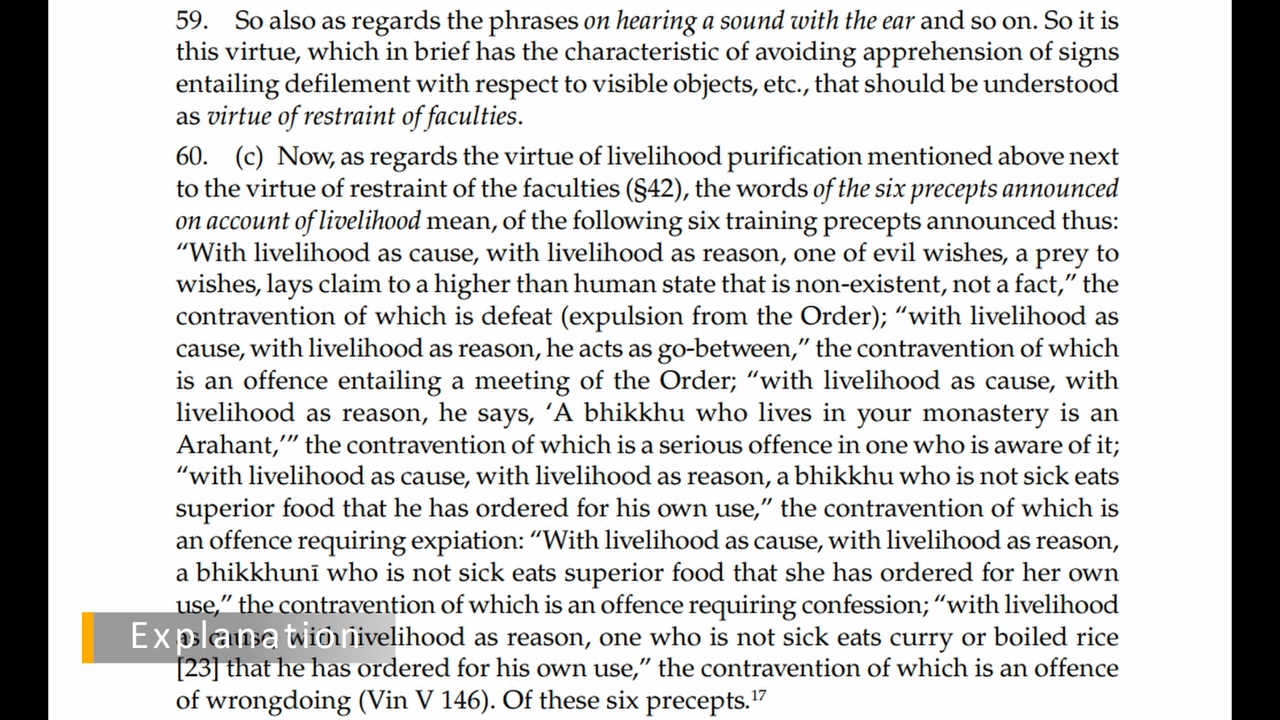 59. So also as regards the phrases on hearing a sound with the ear and so on. So it is
this virtue, which in brief has the characteristic of avoiding apprehension of signs
entailing defilement with respect to visible objects, etc., that should be understood
as virtue of restraint of faculties.
60. (c) Now, as regards the virtue of livelihood purification mentioned above next
to the virtue of restraint of the faculties (§42), the words of the six precepts announced
on account of livelihood mean, of the following six training precepts announced thus:
“With livelihood as cause, with livelihood as reason, one of evil wishes, a prey to
wishes, lays claim to a higher than human state that is non-existent, not a fact,” the
contravention of which is defeat (expulsion from the Order); “with livelihood as
cause, with livelihood as reason, he acts as go-between,” the contravention of which
is an offence entailing a meeting of the Order; “with livelihood as cause, with
livelihood as reason, he says, ‘A bhikkhu who lives in your monastery is an
Arahant,’” the contravention of which is a serious offence in one who is aware of it;
“with livelihood as cause, with livelihood as reason, a bhikkhu who is not sick eats
superior food that he has ordered for his own use,” the contravention of which is
an offence requiring expiation: “With livelihood as cause, with livelihood as reason,
a bhikkhunī who is not sick eats superior food that she has ordered for her own
use,” the contravention of which is an offence requiring confession; “with livelihood
as cause, with livelihood as reason, one who is not sick eats curry or boiled rice
[23] that he has ordered for his own use,” the contravention of which is an offence
of wrongdoing (Vin V 146). Of these six precepts.17
Explanation